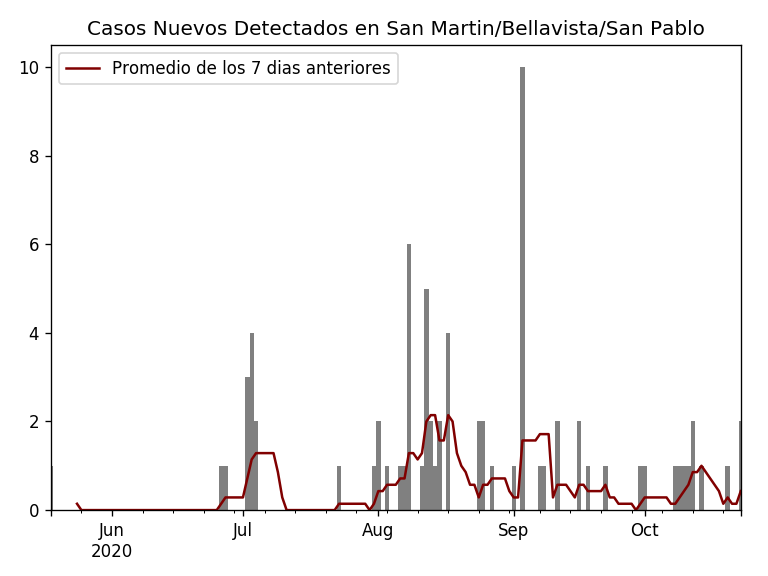 Casos Nuevos Detectados en San Martin/Bellavista/San Pablo
Promedio de los 7 dias anteriores
10
8
6
4
2
0
Jun Jul Aug Sep Oct
2020